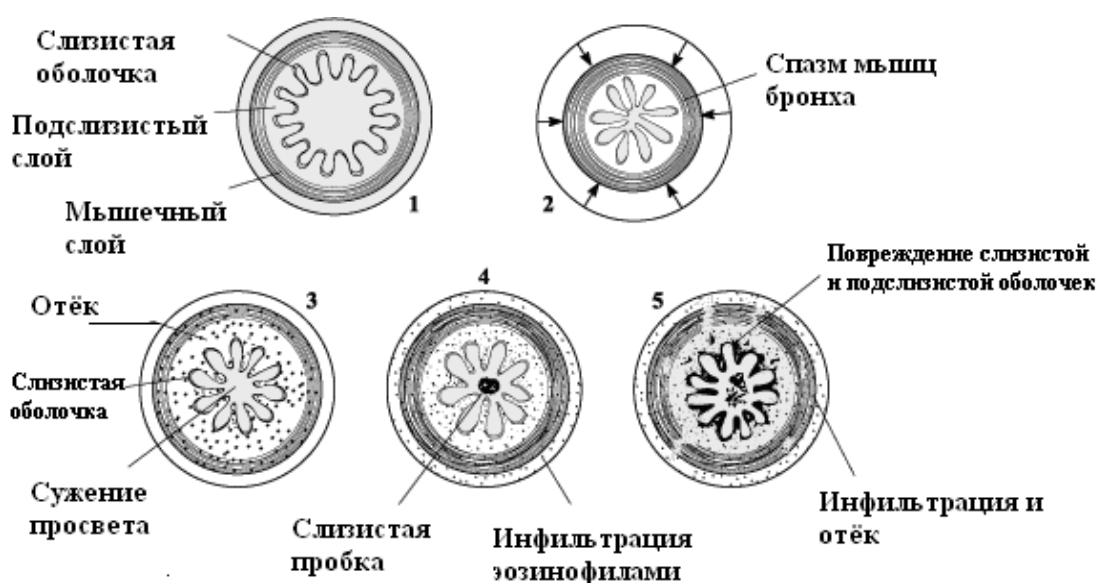 Слизистая
оболочка
Подслизистый
слой
Мышечный
слой
1
2
Спазм мышц
бронха
Отёк
Слизистая
оболочка
Сужение
просвета
3
4
Слизистая
пробка
Инфильтрация
эозинофилами
5
Повреждение слизистой
и подслизистой оболочек
Инфильтрация и
отёк